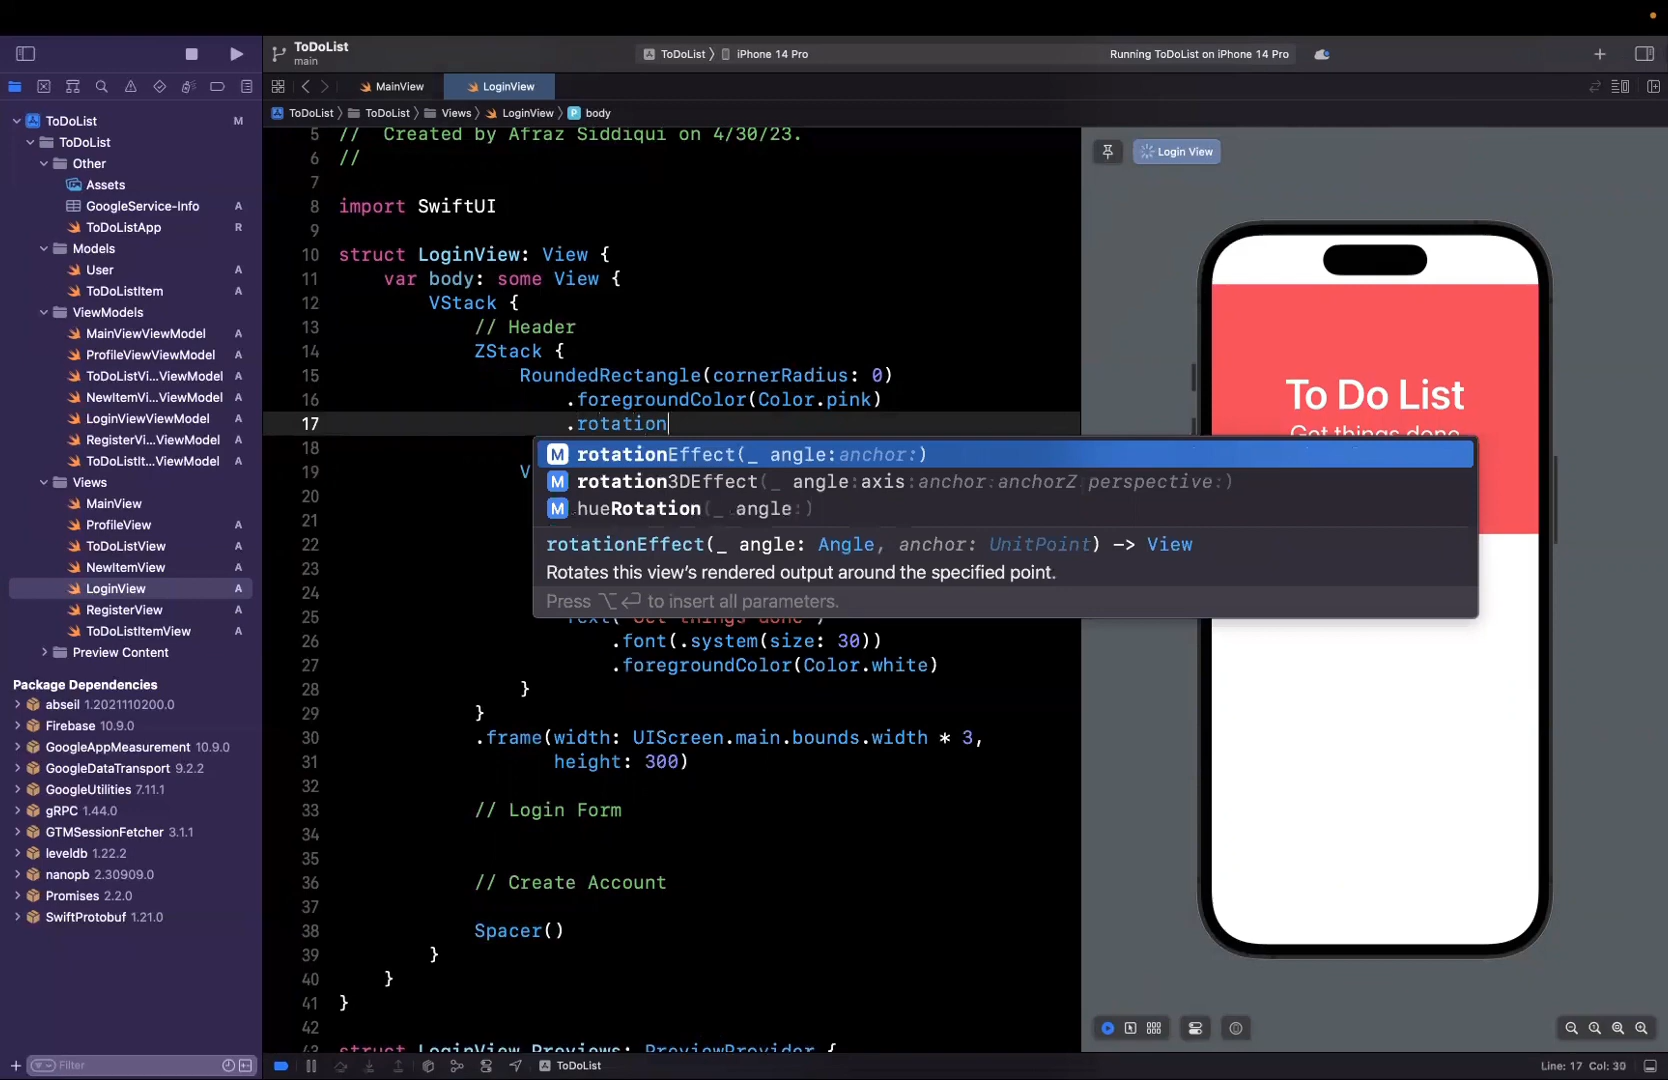 ToDoList
main
ToDoList 〉 iPhone 14 Pro
Running ToDoList on iPhone 14 Pro
MainView
LoginView
ToDoList 〉 ToDoList 〉 Views 〉 LoginView 〉 P body
ToDoList M
ToDoList
Other
Assets
GoogleService-Info A
ToDoListApp R
Models
User A
ToDoListItem A
ViewModels
MainViewViewModel A
ProfileViewViewModel A
ToDoListVi...ViewModel A
NewItemVi...ViewModel A
LoginViewViewModel A
RegisterVi...ViewModel A
ToDoListIt...ViewModel A
Views
MainView A
ProfileView A
ToDoListView A
NewItemView A
LoginView A
RegisterView A
ToDoListItemView A
Preview Content
Package Dependencies
abseil 1.2021110200.0
Firebase 10.9.0
GoogleAppMeasurement 10.9.0
GoogleDataTransport 9.2.2
GoogleUtilities 7.11.1
gRPC 1.44.0
GTMSessionFetcher 3.1.1
leveldb 1.22.2
nanopb 2.30909.0
Promises 2.2.0
SwiftProtobuf 1.21.0
Filter
5 // Created by Afraz Siddiqui on 4/30/23.
6 //
7
8 import SwiftUI
9
10 struct LoginView: View {
11 var body: some View {
12 VStack {
13 // Header
14 ZStack {
15 RoundedRectangle(cornerRadius: 0)
16 .foregroundColor(Color.pink)
17 .rotation
18
19 V
20
21
22
23
24
25
26 .font(.system(size: 30))
27 .foregroundColor(Color.white)
28 }
29 }
30 .frame(width: UIScreen.main.bounds.width * 3,
31 height: 300)
32
33 // Login Form
34
35
36 // Create Account
37
38 Spacer()
39 }
40 }
41 }
42
M rotationEffect(_ angle:anchor:)
M rotation3DEffect(_ angle:axis:anchor:anchorZ:perspective:)
M hueRotation(_ angle:)
rotationEffect(_ angle: Angle, anchor: UnitPoint) -> View
Rotates this view's rendered output around the specified point.
Press ⌥↩ to insert all parameters.
Login View
To Do List
Get things done
ToDoList
Line: 17 Col: 30